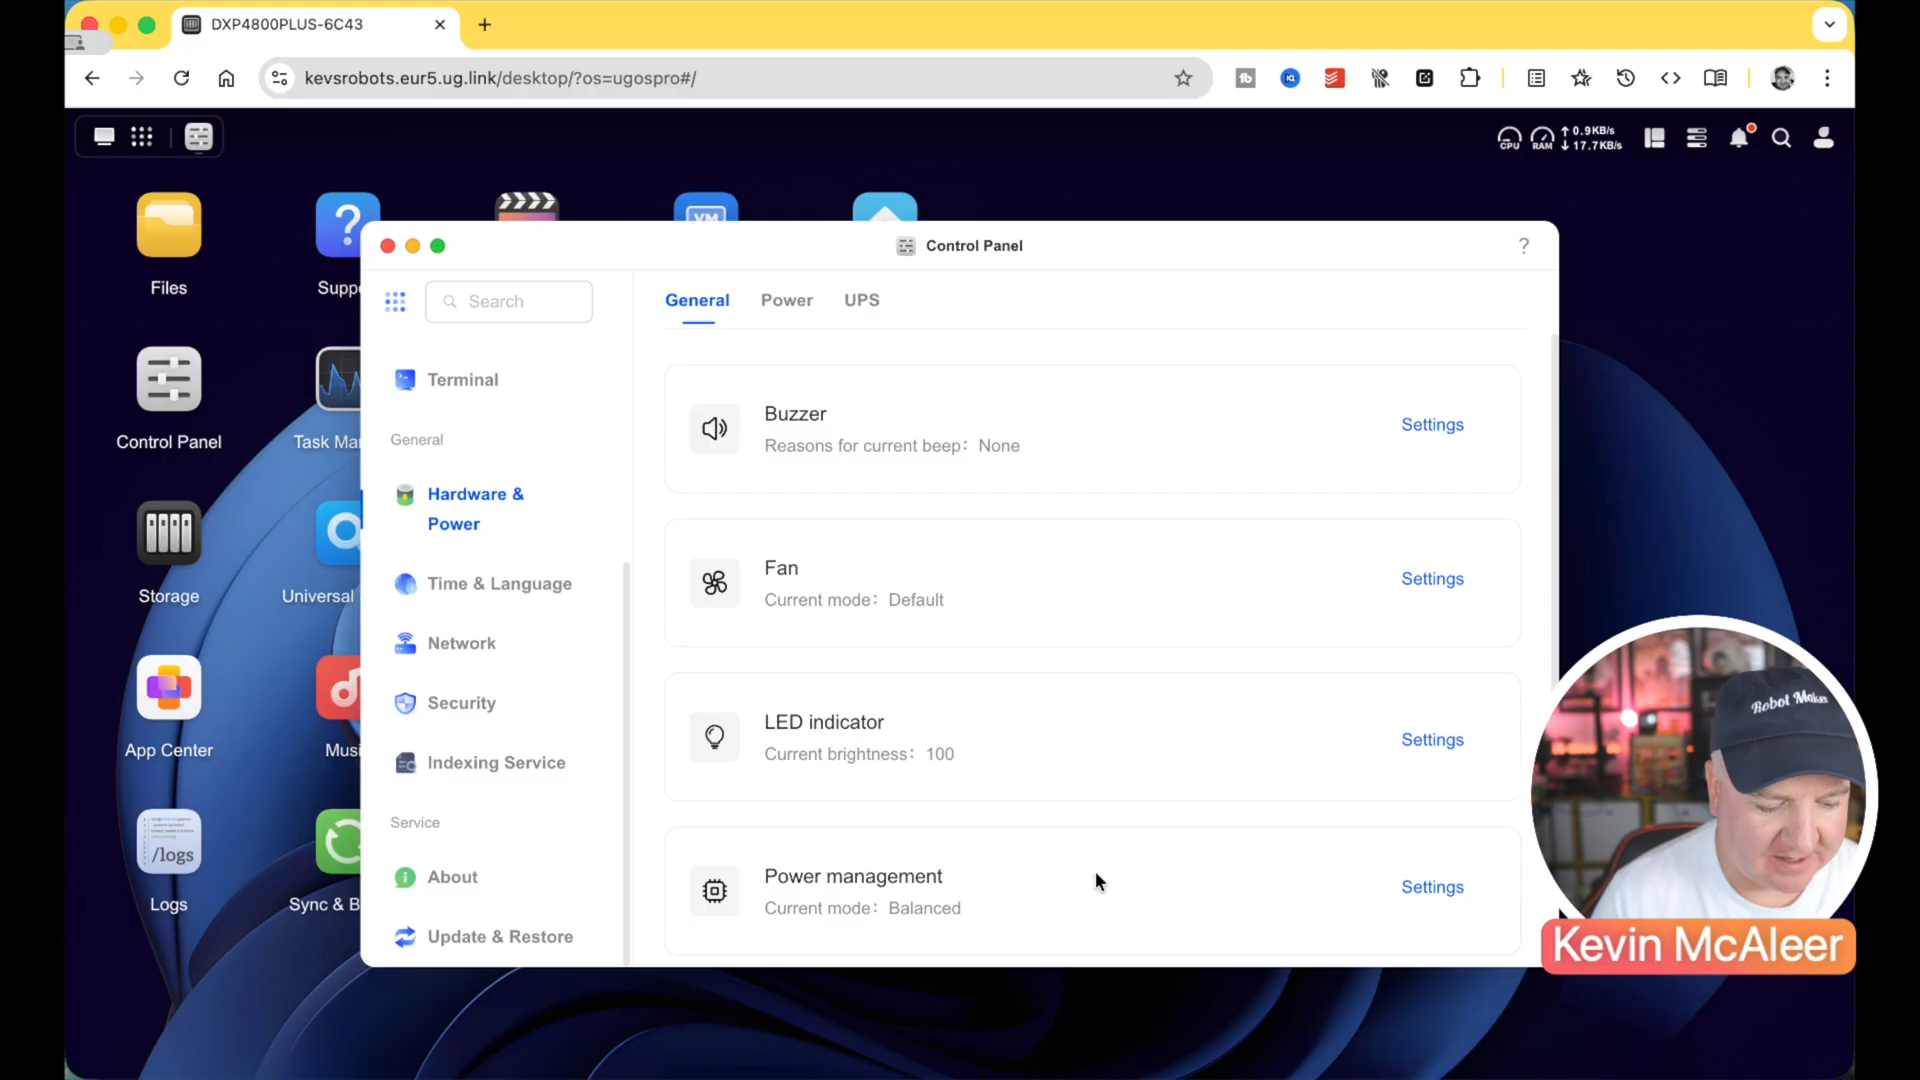 DXP4800PLUS-6C43
kevsrobots.eur5.ug.link/desktop/?os=ugospro#/
CPU
RAM
↑ 0.9KB/s
↓ 17.7KB/s
Files
Supp
VM
Control Panel
Task Ma
Storage
Universal
App Center
Musi
/logs
Logs
Sync & B
Control Panel
?
Search
Terminal
General
Hardware &
Power
Time & Language
Network
Security
Indexing Service
Service
About
Update & Restore
General Power UPS
Buzzer
Reasons for current beep: None
Settings
Fan
Current mode: Default
Settings
LED indicator
Current brightness: 100
Settings
Power management
Current mode: Balanced
Settings
Robot Maker
Kevin McAleer